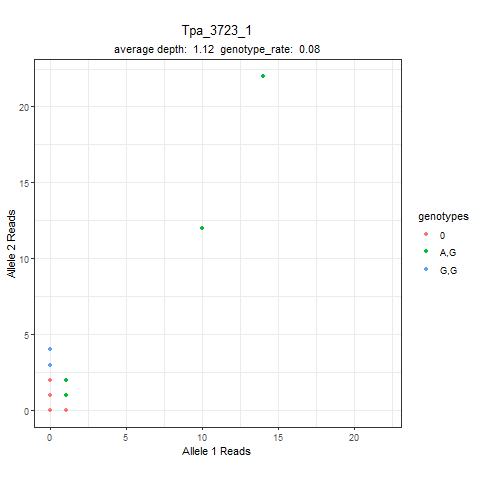 Tpa_3723_1
average depth:  1.12  genotype_rate:  0.08
20
15
10
5
0
Allele 2 Reads
0 5 10 15 20
Allele 1 Reads
genotypes
0
A,G
G,G